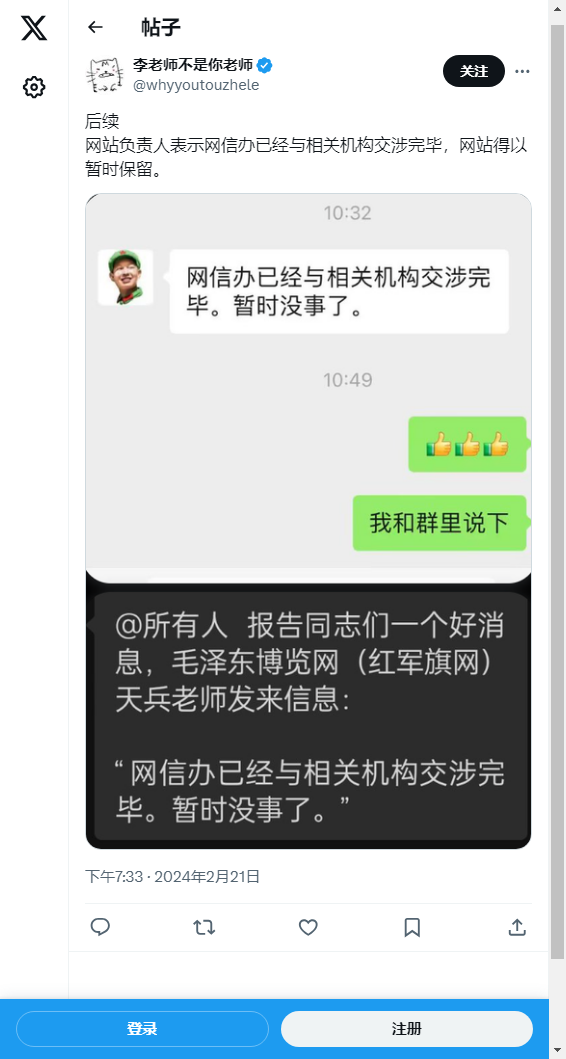 帖子
李老师不是你老师
@whyyoutouzhele
关注
后续
网站负责人表示网信办已经与相关机构交涉完毕，网站得以
暂时保留。
10:32
网信办已经与相关机构交涉完
毕。暂时没事了。
10:49
👍👍👍
我和群里说下
@所有人 报告同志们一个好消
息，毛泽东博览网（红军旗网）
天兵老师发来信息：
“网信办已经与相关机构交涉完
毕。暂时没事了。”
下午7:33 · 2024年2月21日
登录
注册